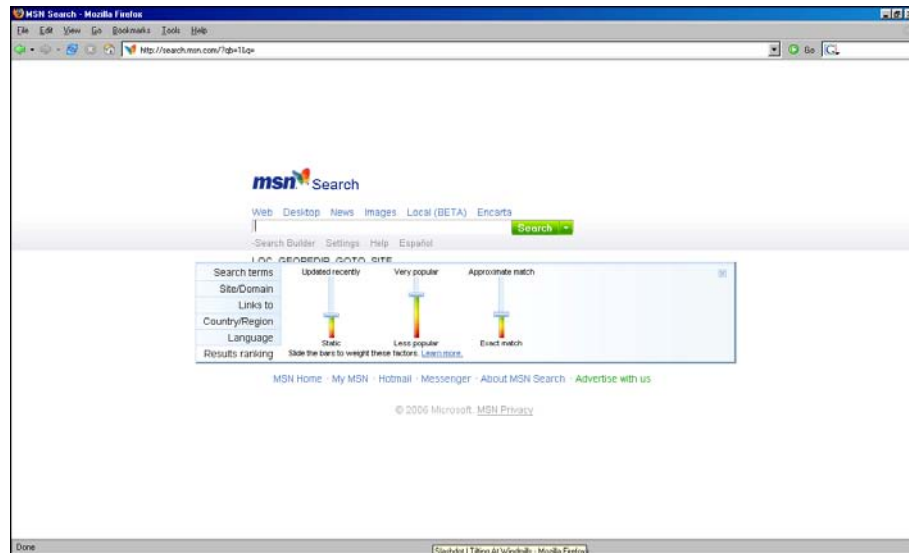 MSN Search - Mozilla Firefox
File Edit View Go Bookmarks Tools Help
http://search.msn.com/?qb=1&q= Go
msn Search
Web Desktop News Images Local (BETA) Encarta
Search
-Search Builder Settings Help Español
LOC_GEOREDIR_GOTO_SITE
Search terms Updated recently Very popular Approximate match
Site/Domain
Links to
Country/Region
Language Static Less popular Exact match
Results ranking Slide the bars to weight these factors. Learn more.
MSN Home · My MSN · Hotmail · Messenger · About MSN Search · Advertise with us
© 2006 Microsoft. MSN Privacy
Done
Slashdot | Tilting At Windmills - Mozilla Firefox